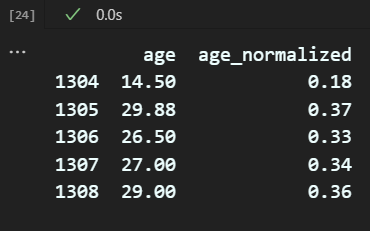 [24] ✓ 0.0s
...
age age_normalized
1304 14.50 0.18
1305 29.88 0.37
1306 26.50 0.33
1307 27.00 0.34
1308 29.00 0.36